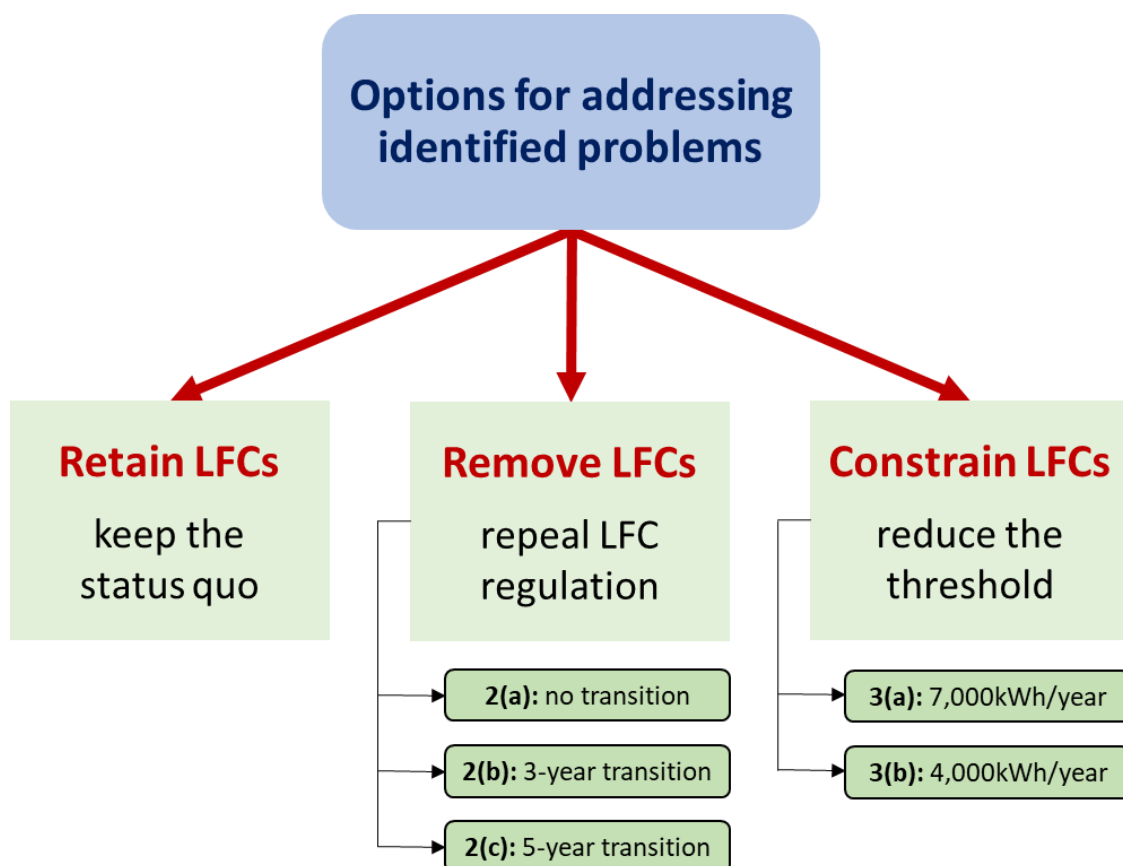 Options for addressing
identified problems
Retain LFCs
keep the
status quo
Remove LFCs
repeal LFC
regulation
2(a): no transition
2(b): 3-year transition
2(c): 5-year transition
Constrain LFCs
reduce the
threshold
3(a): 7,000kWh/year
3(b): 4,000kWh/year